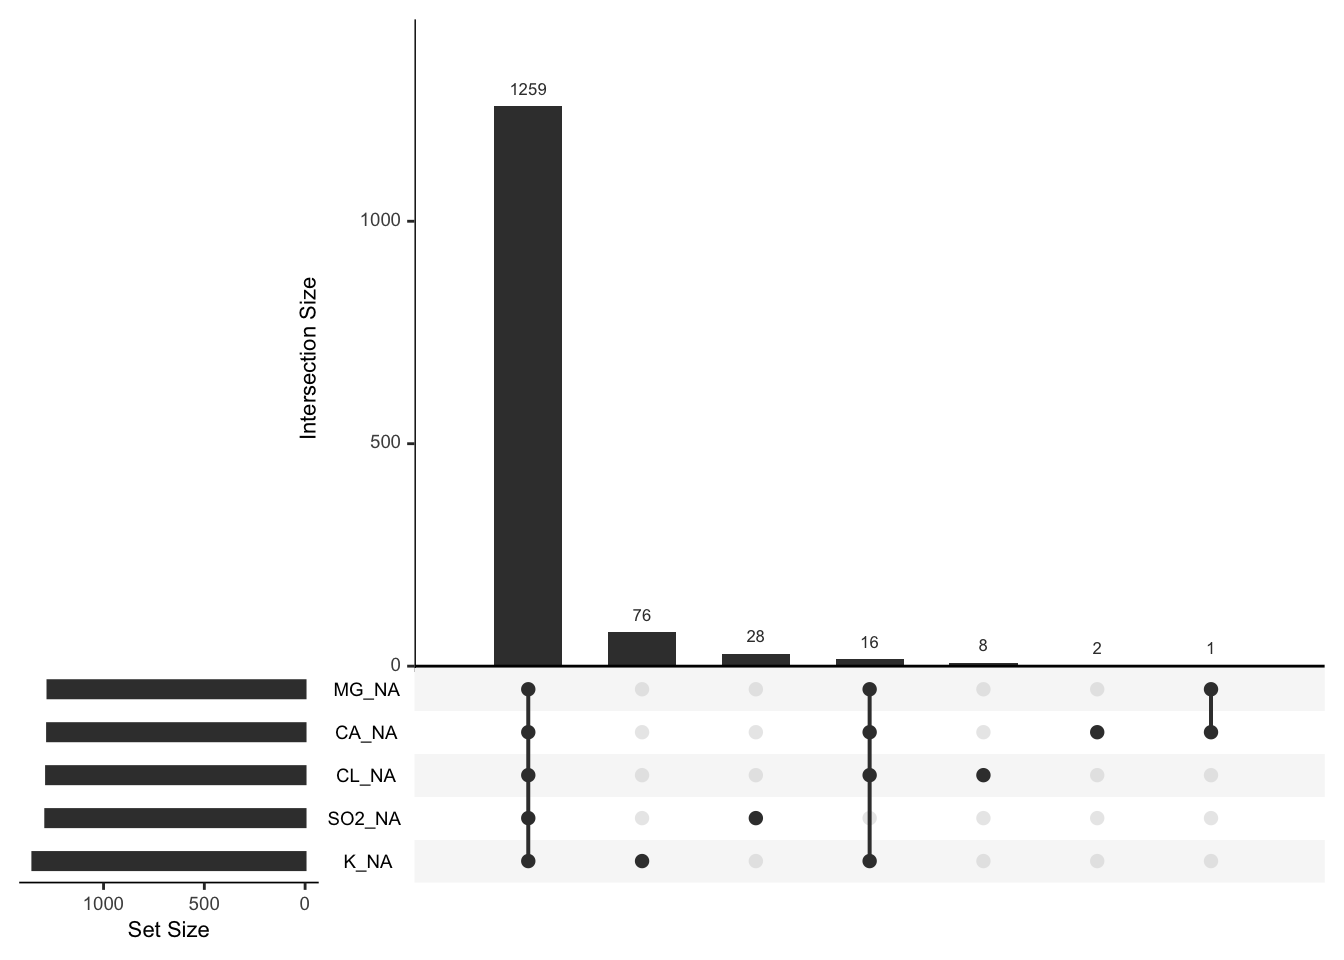 1259
1000
Intersection Size
500
76
28
16
8
2
1
0
MG_NA
CA_NA
CL_NA
SO2_NA
K_NA
1000 500 0
Set Size